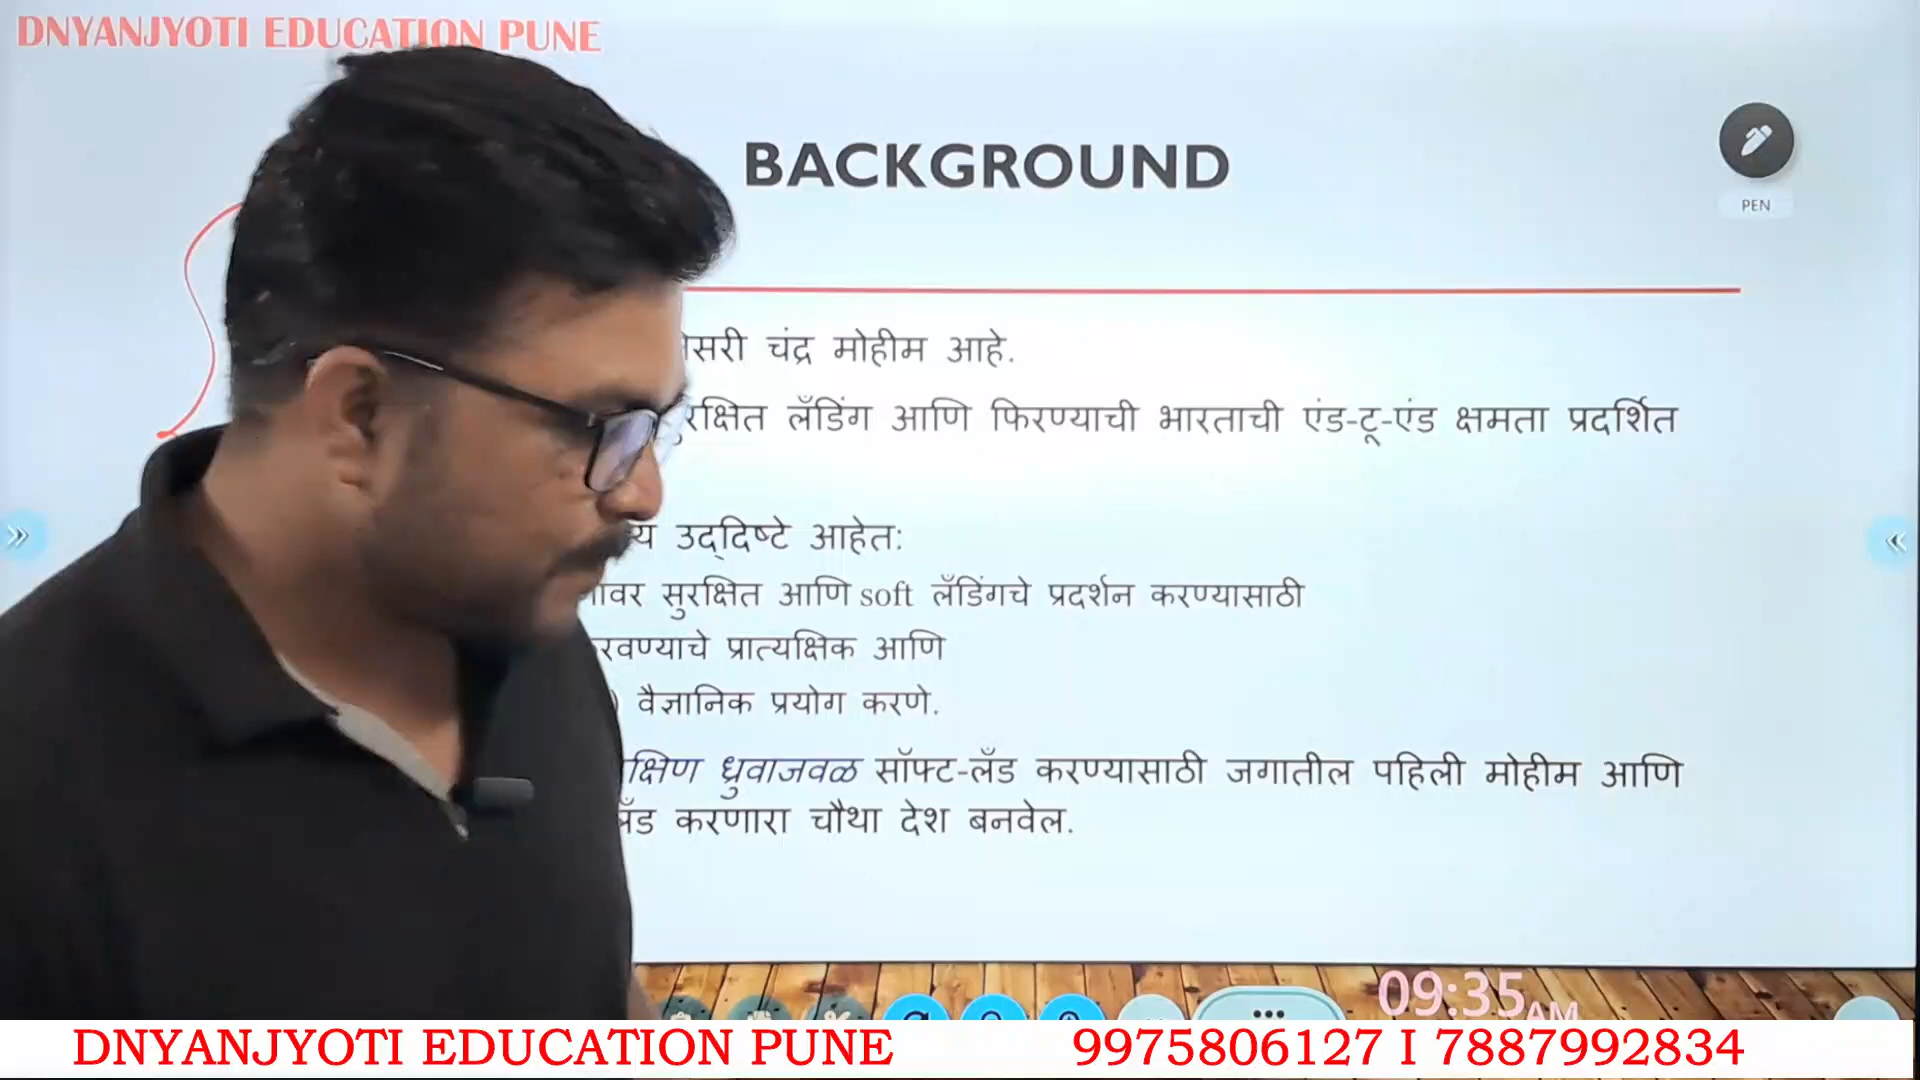 DNYANJYOTI EDUCATION PUNE
BACKGROUND
PEN
चंद्र मोहीम आहे.
लँडिंग आणि फिरण्याची भारताची एंड-टू-एंड क्षमता प्रदर्शित
उद्दिष्टे आहेत:
सुरक्षित आणि soft लँडिंगचे प्रदर्शन करण्यासाठी
प्रात्यक्षिक आणि
वैज्ञानिक प्रयोग करणे.
ध्रुवाजवळ सॉफ्ट-लँड करण्यासाठी जगातील पहिली मोहीम आणि
करणारा चौथा देश बनवेल.
09:35 AM
DNYANJYOTI EDUCATION PUNE 9975806127 I 7887992834